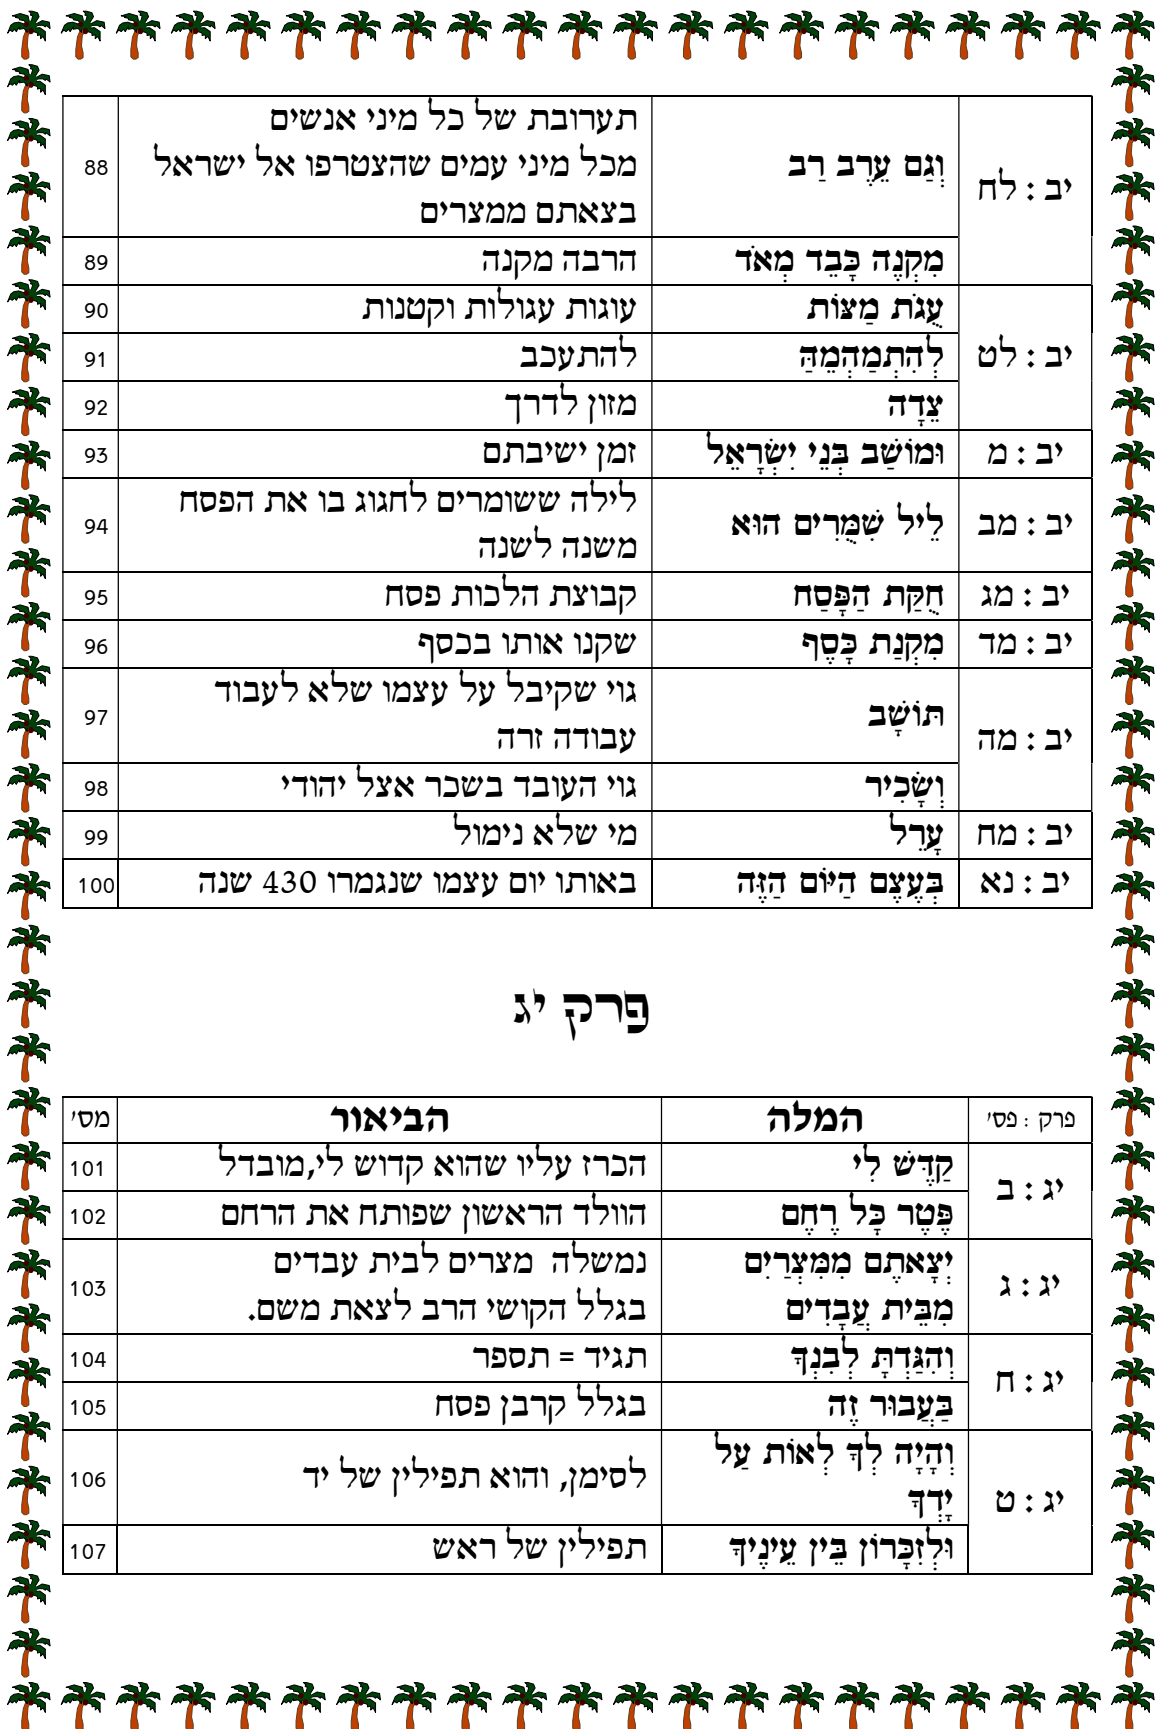 יב : לח וְגַם עֵרֶב רַב תערובת של כל מיני אנשים 88
מכל מיני עמים שהצטרפו אל ישראל
בצאתם ממצרים
מִקְנֶה כָּבֵד מְאֹד הרבה מקנה 89
יב : לט עֻגֹת מַצּוֹת עוגות עגולות וקטנות 90
לְהִתְמַהְמֵהַּ להתעכב 91
צֵדָה מזון לדרך 92
יב : מ וּמוֹשַׁב בְּנֵי יִשְׂרָאֵל זמן ישיבתם 93
יב : מב לֵיל שִׁמֻּרִים הוּא לילה ששומרים לחגוג בו את הפסח 94
משנה לשנה
יב : מג חֻקַּת הַפָּסַח קבוצת הלכות פסח 95
יב : מד מִקְנַת כָּסֶף שקנו אותו בכסף 96
יב : מה תּוֹשָׁב גוי שקיבל על עצמו שלא לעבוד 97
עבודה זרה
וְשָׂכִיר גוי העובד בשכר אצל יהודי 98
יב : מח עָרֵל מי שלא נימול 99
יב : נא בְּעֶצֶם הַיּוֹם הַזֶּה באותו יום עצמו שנגמרו 430 שנה 100
פרק יג
פרק : פס' המלה הביאור מס'
יג : ב קַדֶּשׁ לִי הכרז עליו שהוא קדוש לי,מובדל 101
פֶּטֶר כָּל רֶחֶם הוולד הראשון שפותח את הרחם 102
יג : ג יְצָאתֶם מִמִּצְרַיִם נמשלה מצרים לבית עבדים 103
מִבֵּית עֲבָדִים בגלל הקושי הרב לצאת משם.
יג : ח וְהִגַּדְתָּ לְבִנְךָ תגיד = תספר 104
בַּעֲבוּר זֶה בגלל קרבן פסח 105
יג : ט וְהָיָה לְךָ לְאוֹת עַל לסימן, והוא תפילין של יד 106
יָדְךָ
וּלְזִכָּרוֹן בֵּין עֵינֶיךָ תפילין של ראש 107